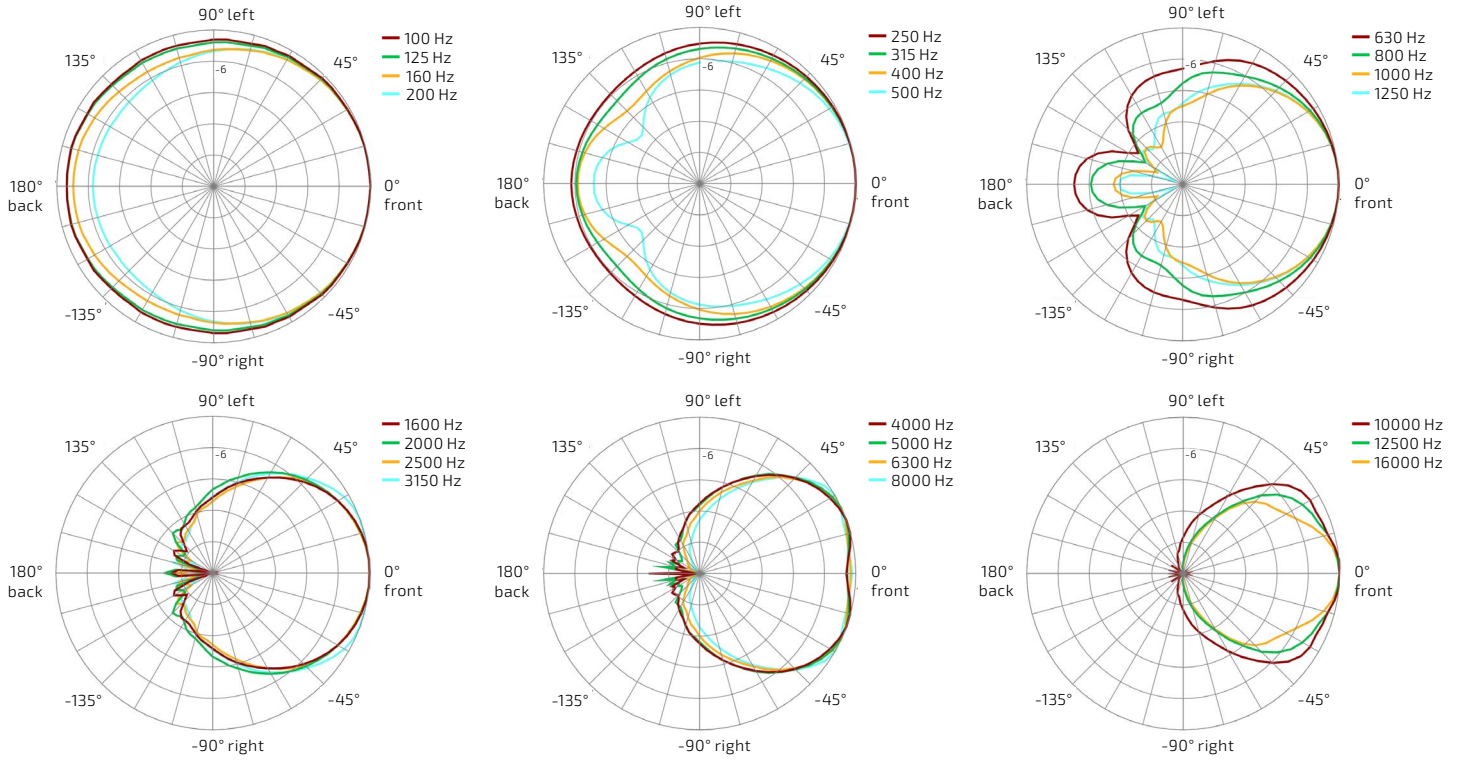 90° left
135°
45°
-6
180°
back
0°
front
-135°
-45°
-90° right
100 Hz
125 Hz
160 Hz
200 Hz
90° left
135°
45°
-6
180°
back
0°
front
-135°
-45°
-90° right
250 Hz
315 Hz
400 Hz
500 Hz
90° left
135°
45°
-6
180°
back
0°
front
-135°
-45°
-90° right
630 Hz
800 Hz
1000 Hz
1250 Hz
90° left
135°
45°
-6
180°
back
0°
front
-135°
-45°
-90° right
1600 Hz
2000 Hz
2500 Hz
3150 Hz
90° left
135°
45°
-6
180°
back
0°
front
-135°
-45°
-90° right
4000 Hz
5000 Hz
6300 Hz
8000 Hz
90° left
135°
45°
-6
180°
back
0°
front
-135°
-45°
-90° right
10000 Hz
12500 Hz
16000 Hz